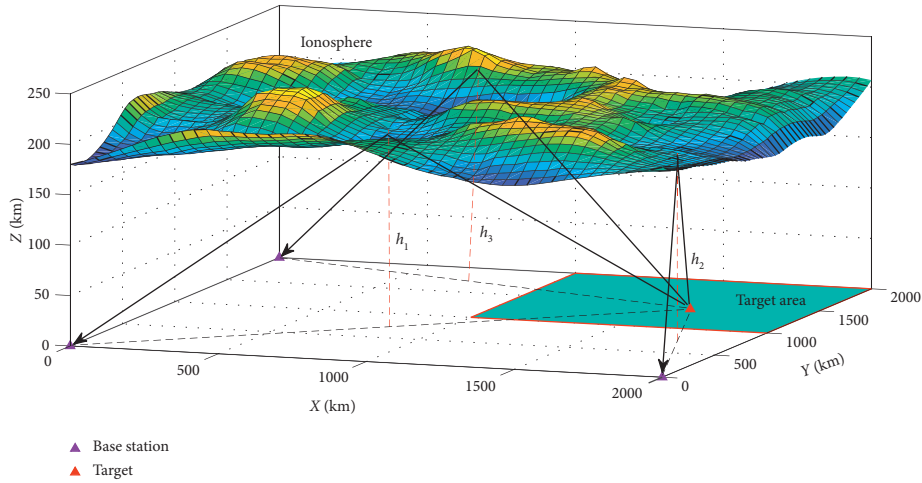 Ionosphere
250
200
150
100
50
0
Z (km)
h1
h3
h2
Target area
0
500
1000
1500
2000
X (km)
0
500
1000
1500
2000
Y (km)
Base station
Target